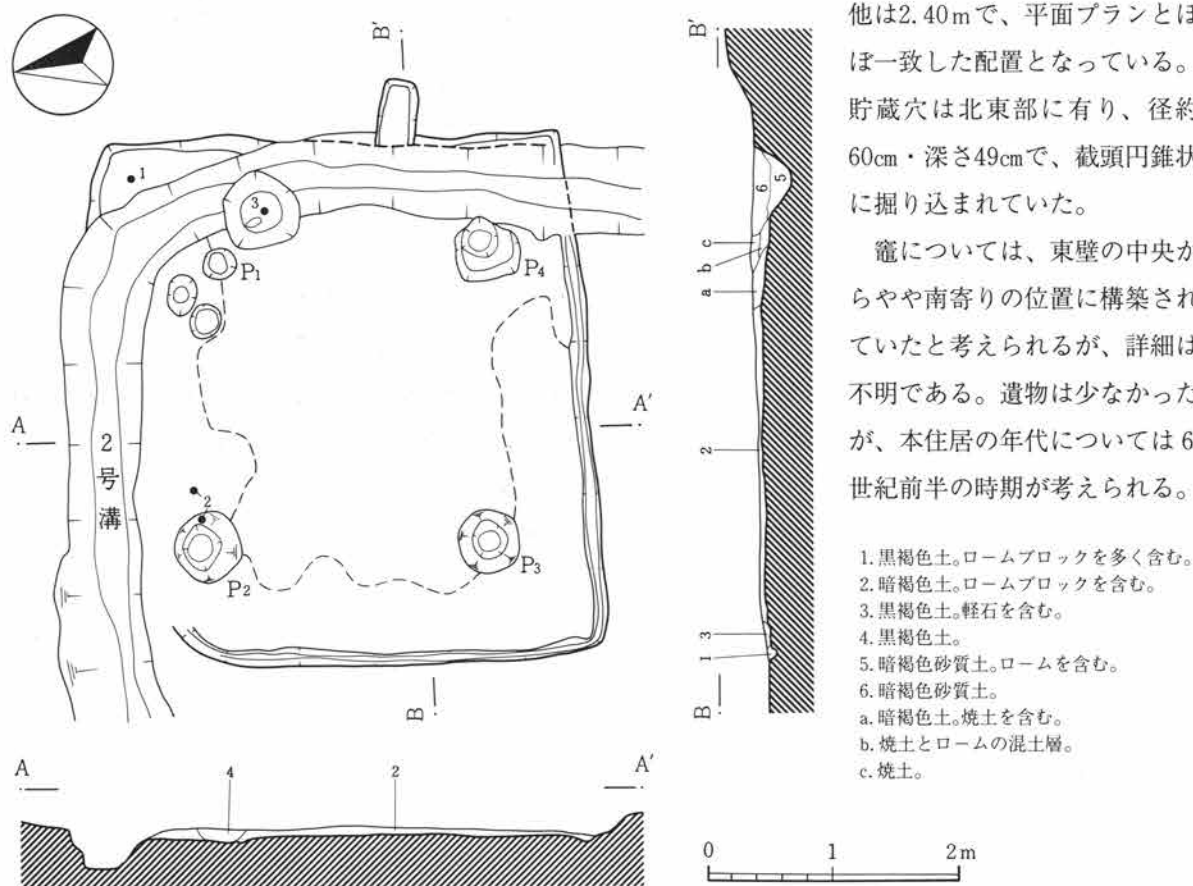 他は2.40mで、平面プランとほ
ぼ一致した配置となっている。
貯蔵穴は北東部に有り、径約
60cm・深さ49cmで、截頭円錐状
に掘り込まれていた。
竈については、東壁の中央か
らやや南寄りの位置に構築され
ていたと考えられるが、詳細は
不明である。遺物は少なかった
が、本住居の年代については6
世紀前半の時期が考えられる。
1.黒褐色土。ロームブロックを多く含む。
2.暗褐色土。ロームブロックを含む。
3.黒褐色土。軽石を含む。
4.黒褐色土。
5.暗褐色砂質土。ロームを含む。
6.暗褐色砂質土。
a.暗褐色土。焼土を含む。
b.焼土とロームの混土層。
c.焼土。
B'
1
3
P1
P4
A
A'
2号溝
2
P2
P3
B
B'
6
5
c
b
a
2
3
1
B
A
4
2
A'
0
1
2m